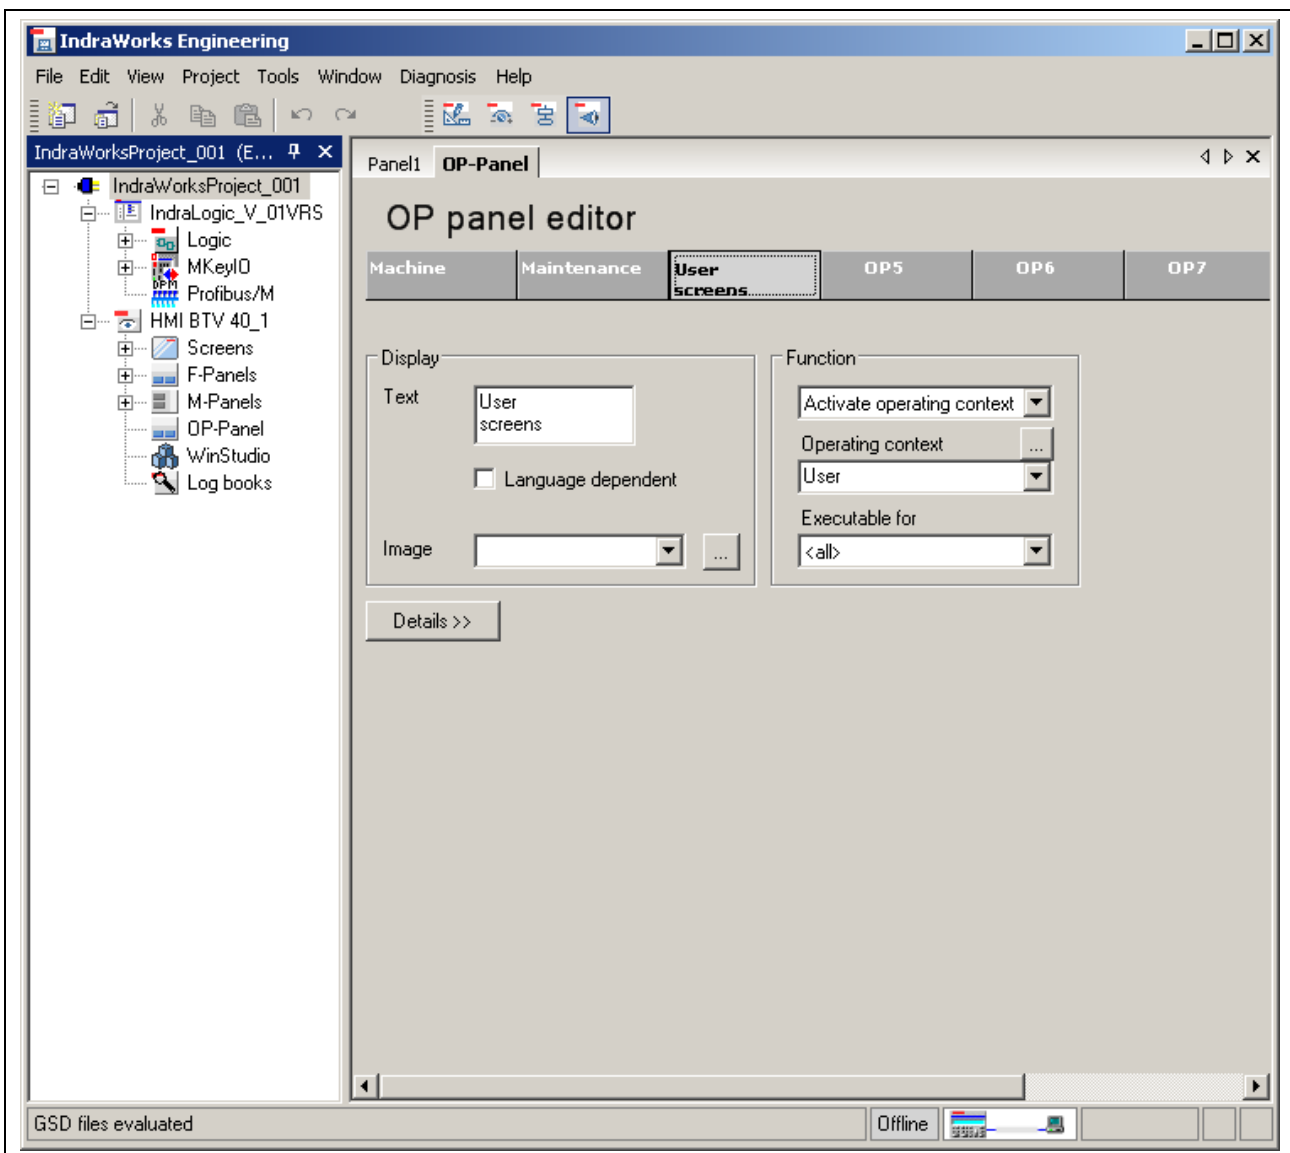 IndraWorks Engineering
File Edit View Project Tools Window Diagnosis Help
IndraWorksProject_001 (E...
Panel1 OP-Panel
IndraWorksProject_001
IndraLogic_V_01VRS
Logic
MKeyIO
DPM
Profibus/M
HMI BTV 40_1
Screens
F-Panels
M-Panels
OP-Panel
WinStudio
Log books
OP panel editor
Machine Maintenance User screens OP5 OP6 OP7
Display
Text
User
screens
Language dependent
Image
...
Function
Activate operating context
Operating context
...
User
Executable for
<all>
Details >>
GSD files evaluated
Offline